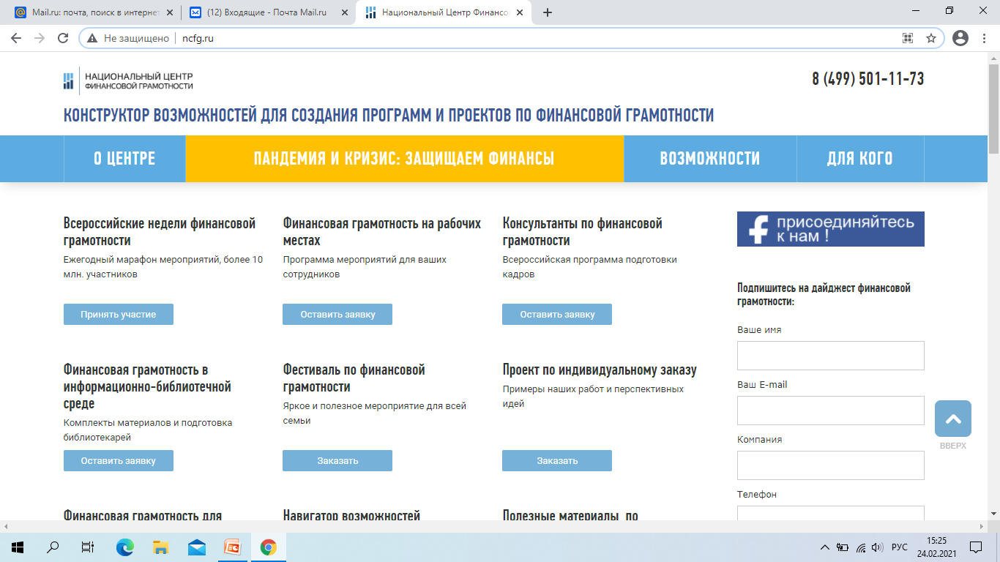 Mail.ru: почта, поиск в интернет
(12) Входящие - Почта Mail.ru
Национальный Центр Финансо
Не защищено
ncfg.ru
НАЦИОНАЛЬНЫЙ ЦЕНТР
ФИНАНСОВОЙ ГРАМОТНОСТИ
8 (499) 501-11-73
КОНСТРУКТОР ВОЗМОЖНОСТЕЙ ДЛЯ СОЗДАНИЯ ПРОГРАММ И ПРОЕКТОВ ПО ФИНАНСОВОЙ ГРАМОТНОСТИ
О ЦЕНТРЕ
ПАНДЕМИЯ И КРИЗИС: ЗАЩИЩАЕМ ФИНАНСЫ
ВОЗМОЖНОСТИ
ДЛЯ КОГО
Всероссийские недели финансовой
грамотности
Ежегодный марафон мероприятий, более 10
млн. участников
Принять участие
Финансовая грамотность на рабочих
местах
Программа мероприятий для ваших
сотрудников
Оставить заявку
Консультанты по финансовой
грамотности
Всероссийская программа подготовки
кадров
Оставить заявку
Финансовая грамотность в
информационно-библиотечной
среде
Комплекты материалов и подготовка
библиотекарей
Оставить заявку
Фестиваль по финансовой
грамотности
Яркое и полезное мероприятие для всей
семьи
Заказать
Проект по индивидуальному заказу
Примеры наших работ и перспективных
идей
Заказать
Финансовая грамотность для
Навигатор возможностей
Полезные материалы по
присоединяйтесь
к нам !
Подпишитесь на дайджест финансовой
грамотности:
Ваше имя
Ваш E-mail
Компания
Телефон
ВВЕРХ
РУС
15:25
24.02.2021